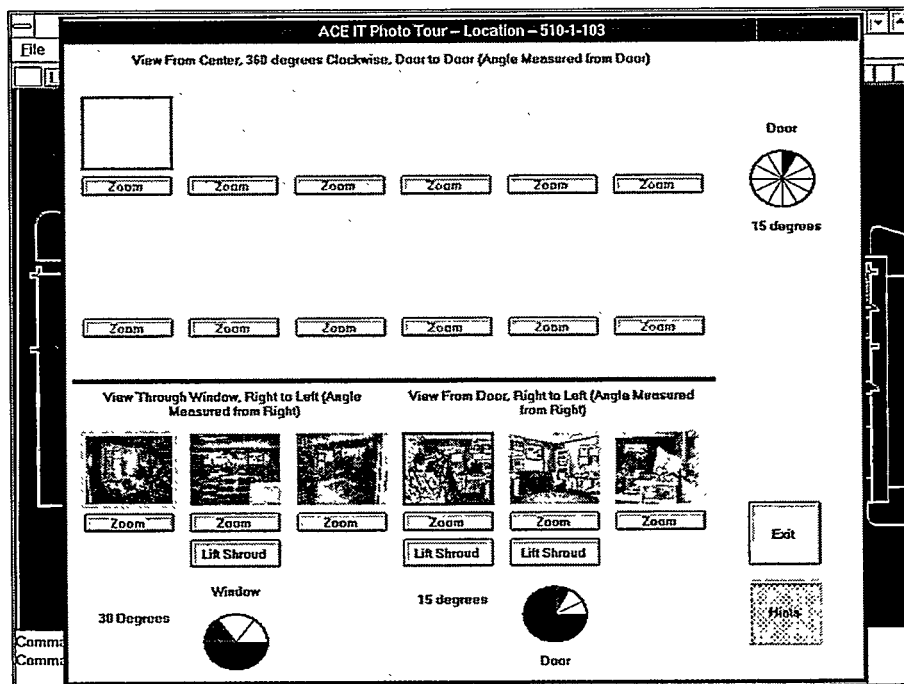 ACE IT Photo Tour – Location – 510-1-103
File
View From Center, 360 degrees Clockwise, Door to Door (Angle Measured from Door)
Door
Zoom Zoom Zoom Zoom Zoom Zoom
15 degrees
Zoom Zoom Zoom Zoom Zoom Zoom
View Through Window, Right to Left (Angle
Measured from Right)
View From Door, Right to Left (Angle Measured
from Right)
Zoom Zoom Zoom Zoom Zoom Zoom
Lift Shroud Lift Shroud Lift Shroud
Exit
Window
30 Degrees
15 degrees
Door
Hints
Comma
Comma